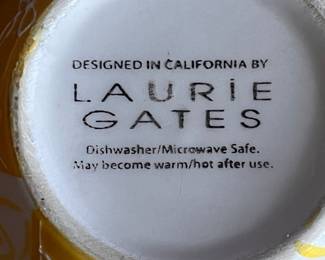 DESIGNED IN CALIFORNIA BY
LAURiE
GATES
Dishwasher/Microwave Safe.
May become warm/hot after use.